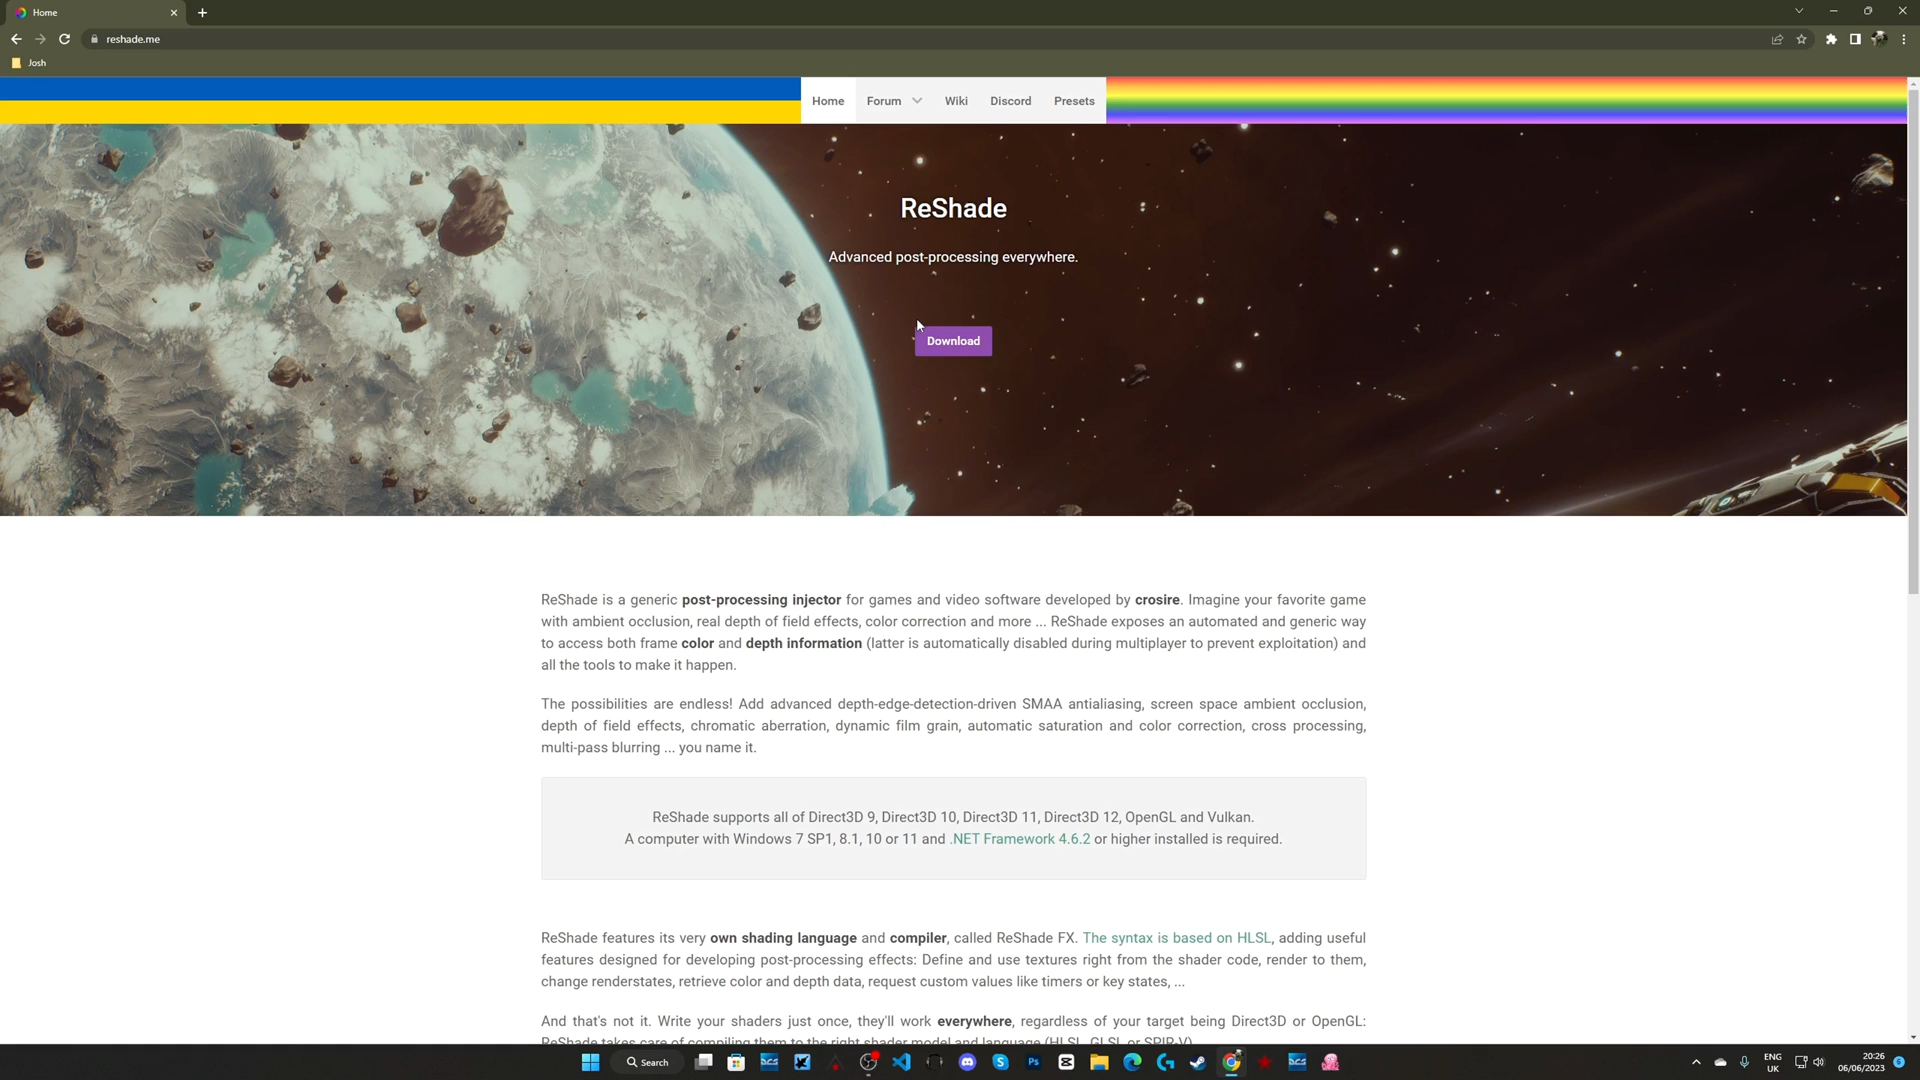 Home
reshade.me
Josh
Home Forum Wiki Discord Presets
ReShade
Advanced post-processing everywhere.
Download
ReShade is a generic post-processing injector for games and video software developed by crosire. Imagine your favorite game
with ambient occlusion, real depth of field effects, color correction and more ... ReShade exposes an automated and generic way
to access both frame color and depth information (latter is automatically disabled during multiplayer to prevent exploitation) and
all the tools to make it happen.
The possibilities are endless! Add advanced depth-edge-detection-driven SMAA antialiasing, screen space ambient occlusion,
depth of field effects, chromatic aberration, dynamic film grain, automatic saturation and color correction, cross processing,
multi-pass blurring ... you name it.
ReShade supports all of Direct3D 9, Direct3D 10, Direct3D 11, Direct3D 12, OpenGL and Vulkan.
A computer with Windows 7 SP1, 8.1, 10 or 11 and .NET Framework 4.6.2 or higher installed is required.
ReShade features its very own shading language and compiler, called ReShade FX. The syntax is based on HLSL, adding useful
features designed for developing post-processing effects: Define and use textures right from the shader code, render to them,
change renderstates, retrieve color and depth data, request custom values like timers or key states, ...
And that's not it. Write your shaders just once, they'll work everywhere, regardless of your target being Direct3D or OpenGL:
ReShade takes care of compiling them to the right shader model and language (HLSL, GLSL or SPIR-V).
Search
DCS
Ps
DCS
ENG
UK
20:26
06/06/2023
6